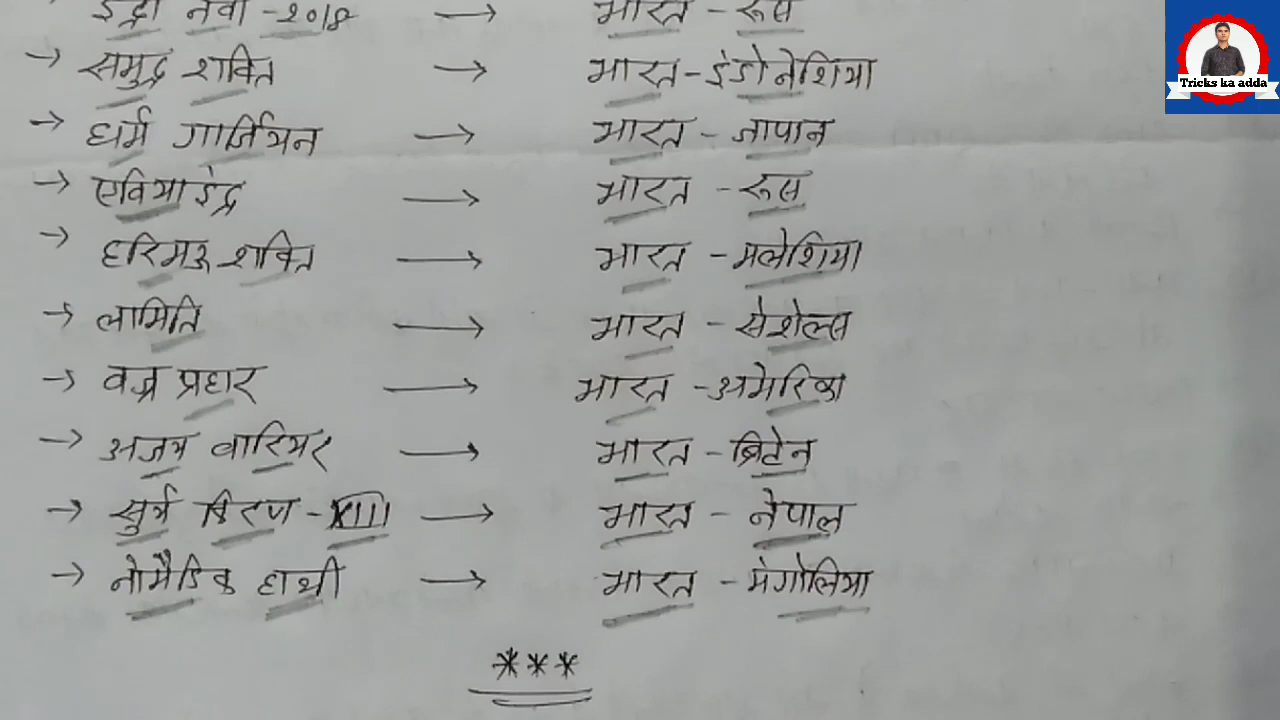 इंद्रा नेवी -2018 → भारत - रूस
→ समुद्र शक्ति → भारत - इंडोनेशिया
→ धर्म गार्जियन → भारत - जापान
→ एवियाइंद्र → भारत - रूस
→ हरिमऊ शक्ति → भारत - मलेशिया
→ लामिति → भारत - सेशेल्स
→ वज्र प्रहार → भारत - अमेरिका
→ अजय वारियर → भारत - ब्रिटेन
→ सुर्य किरण - XIII → भारत - नेपाल
→ नोमैडिक हाथी → भारत - मंगोलिया
***
Tricks ka adda